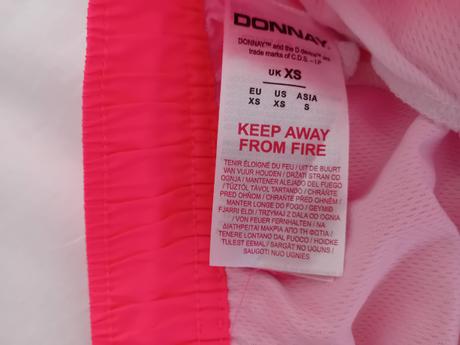 DONNAY
DONNAY™ and the D device are
trade marks of C.D.S. - I.P
UK XS
EU US ASIA
XS XS S
KEEP AWAY
FROM FIRE
TENIR ÉLOIGNÉ DU FEU / UIT DE BUURT
VAN VUUR HOUDEN / DRŽATI STRAN OD
OGNJA / MANTENER ALEJADO DEL FUEGO
/ TŰZTŐL TÁVOL TARTANDÓ / CHRÁŇTE
PRED OHŇOM / CHRAŇTE PŘED OHNĚM /
MANTER LONGE DO FOGO / GEYMIÐ
FJARRI ELDI / TRZYMAJ Z DALA OD OGNIA
/ VON FEUER FERNHALTEN / NA
ΔΙΑΤΗΡΕΙΤΑΙ ΜΑΚΡΙΑ ΑΠΟ ΤΗ ΦΩΤΙΑ /
TENERE LONTANO DAL FUOCO / HOIDKE
TULEST EEMAL / SARGĀT NO UGUNS /
SAUGOTI NUO UGNIES